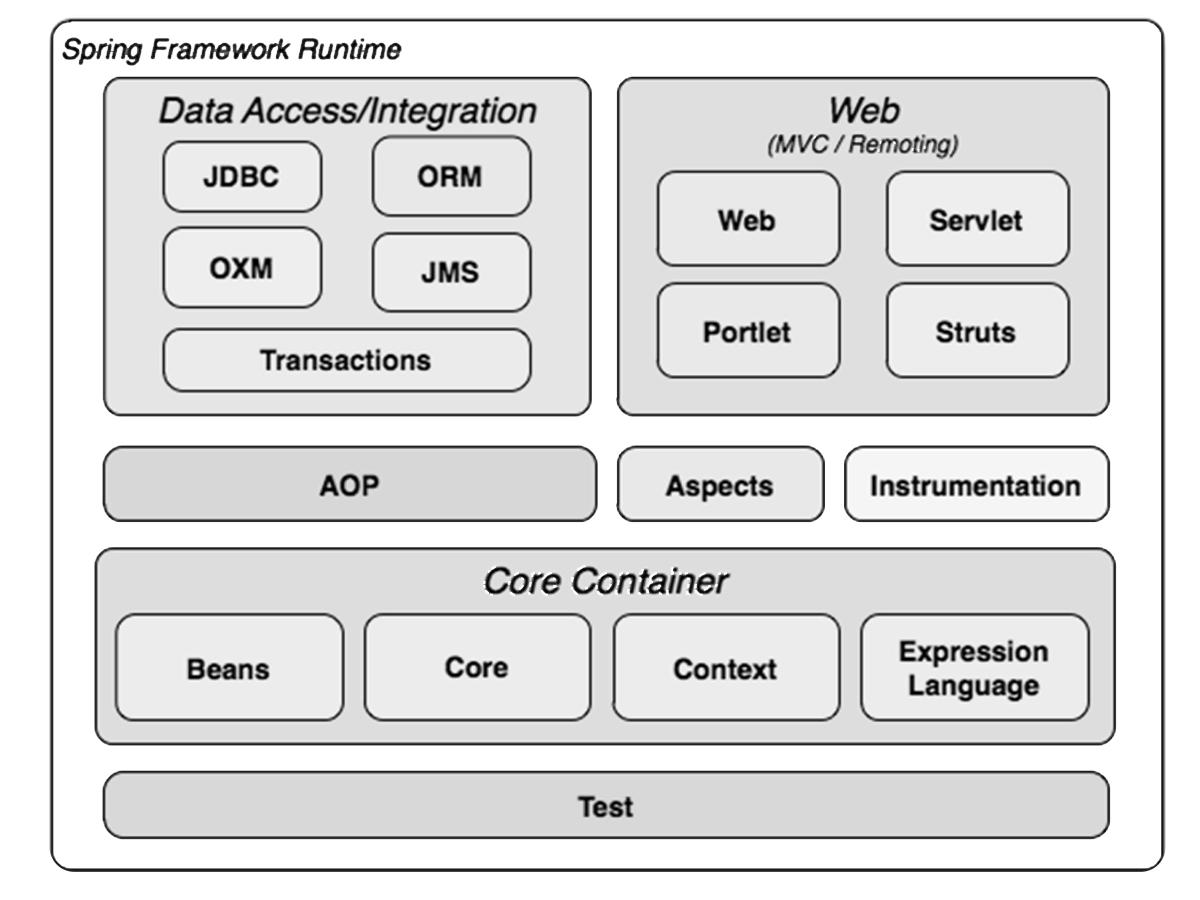 Spring Framework Runtime
Data Access/Integration
JDBC
ORM
OXM
JMS
Transactions
Web
(MVC / Remoting)
Web
Servlet
Portlet
Struts
AOP
Aspects
Instrumentation
Core Container
Beans
Core
Context
Expression
Language
Test